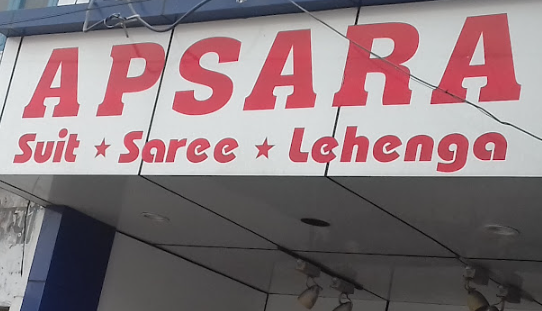 APSARA
Suit ★ Saree ★ Lehenga